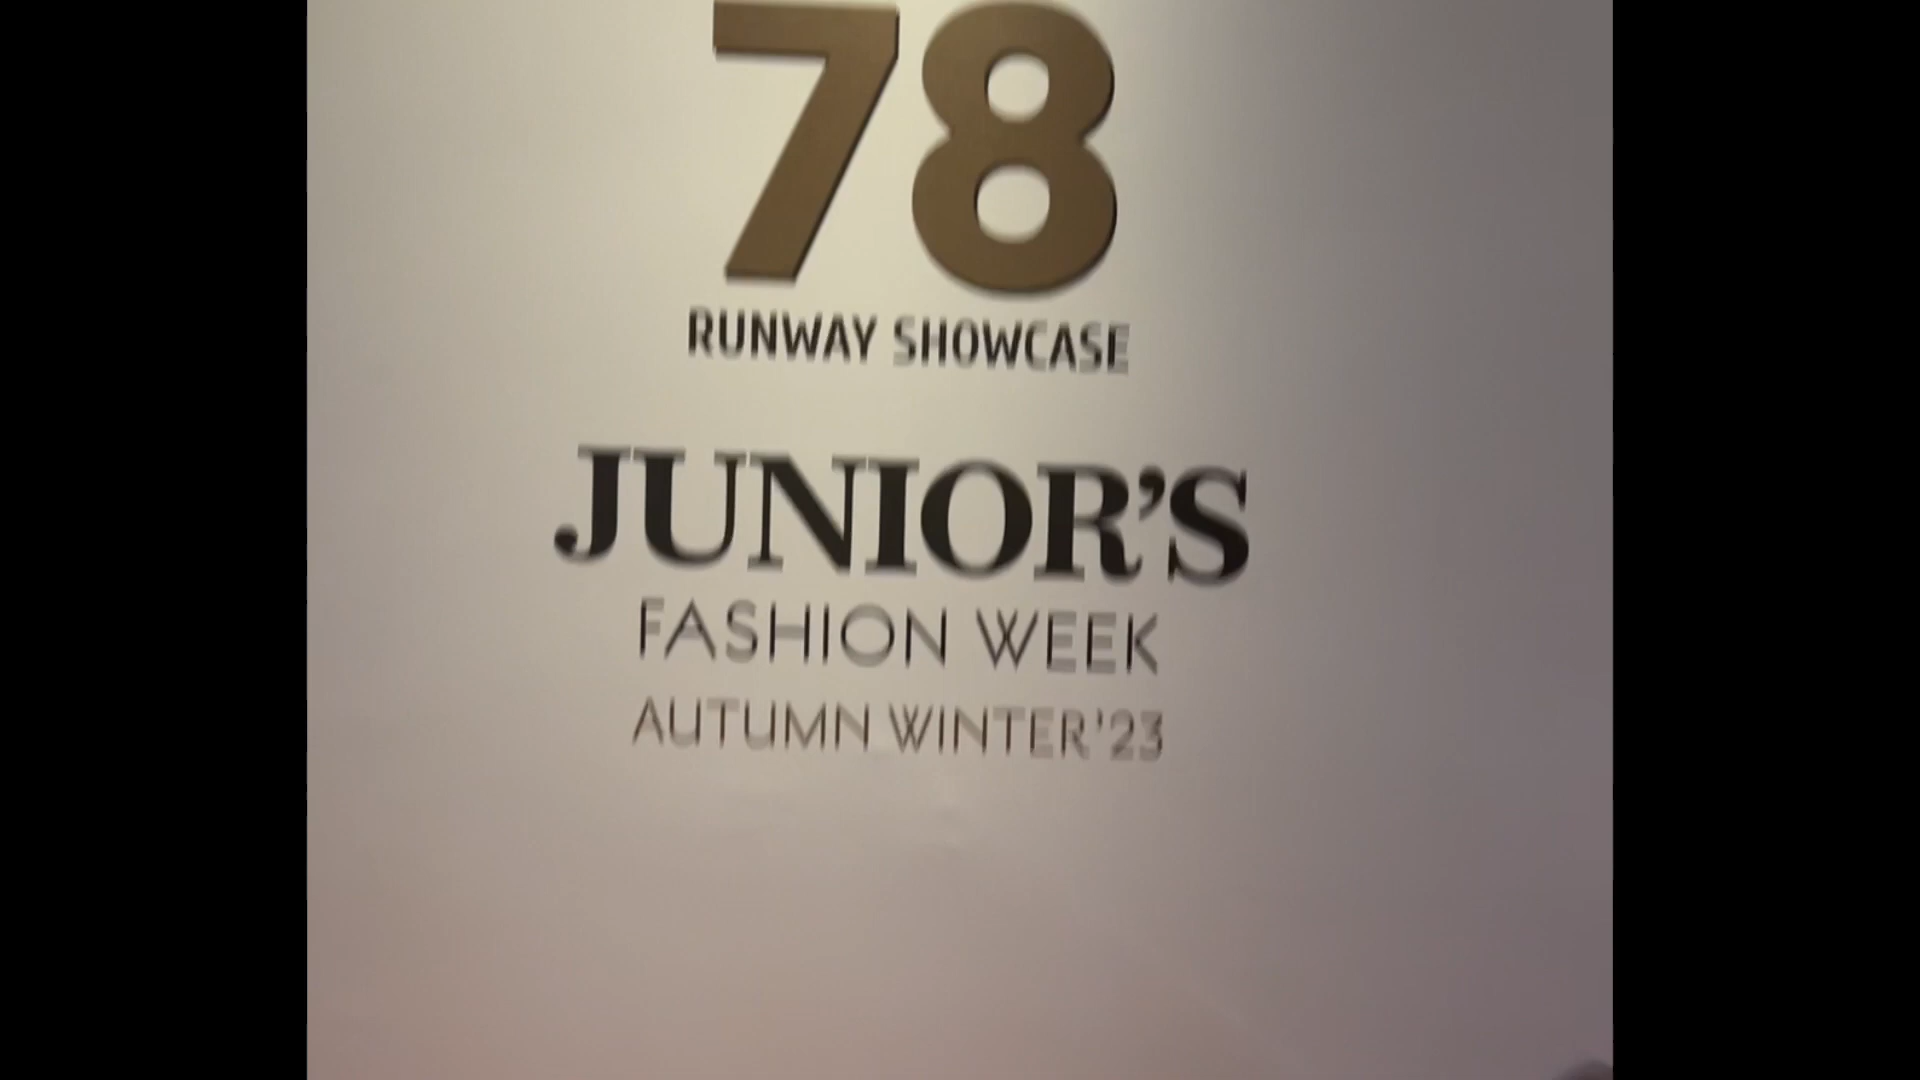 78
RUNWAY SHOWCASE
JUNIOR'S
FASHION WEEK
AUTUMN WINTER'23